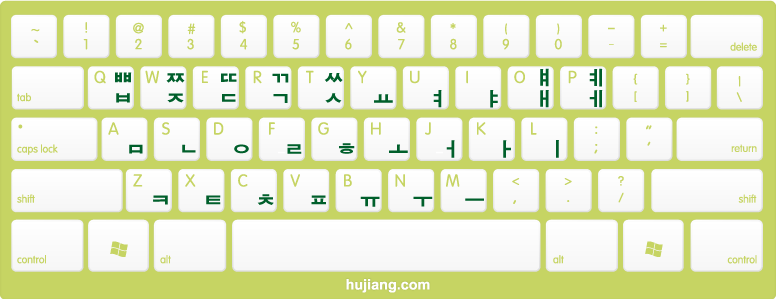 ~ ` ! 1 @ 2 # 3 $ 4 % 5 ^ 6 & 7 * 8 ( 9 ) 0 – - + = delete
tab Q ㅃ ㅂ W ㅉ ㅈ E ㄸ ㄷ R ㄲ ㄱ T ㅆ ㅅ Y ㅛ U ㅕ I ㅑ O ㅒ ㅐ P ㅖ ㅔ { [ } ] | \
* caps lock A ㅁ S ㄴ D ㅇ F ㄹ G ㅎ H ㅗ J ㅓ K ㅏ L ㅣ : ; " ' return
shift Z ㅋ X ㅌ C ㅊ V ㅍ B ㅠ N ㅜ M ㅡ < , > . ? / shift
control alt alt control
hujiang.com